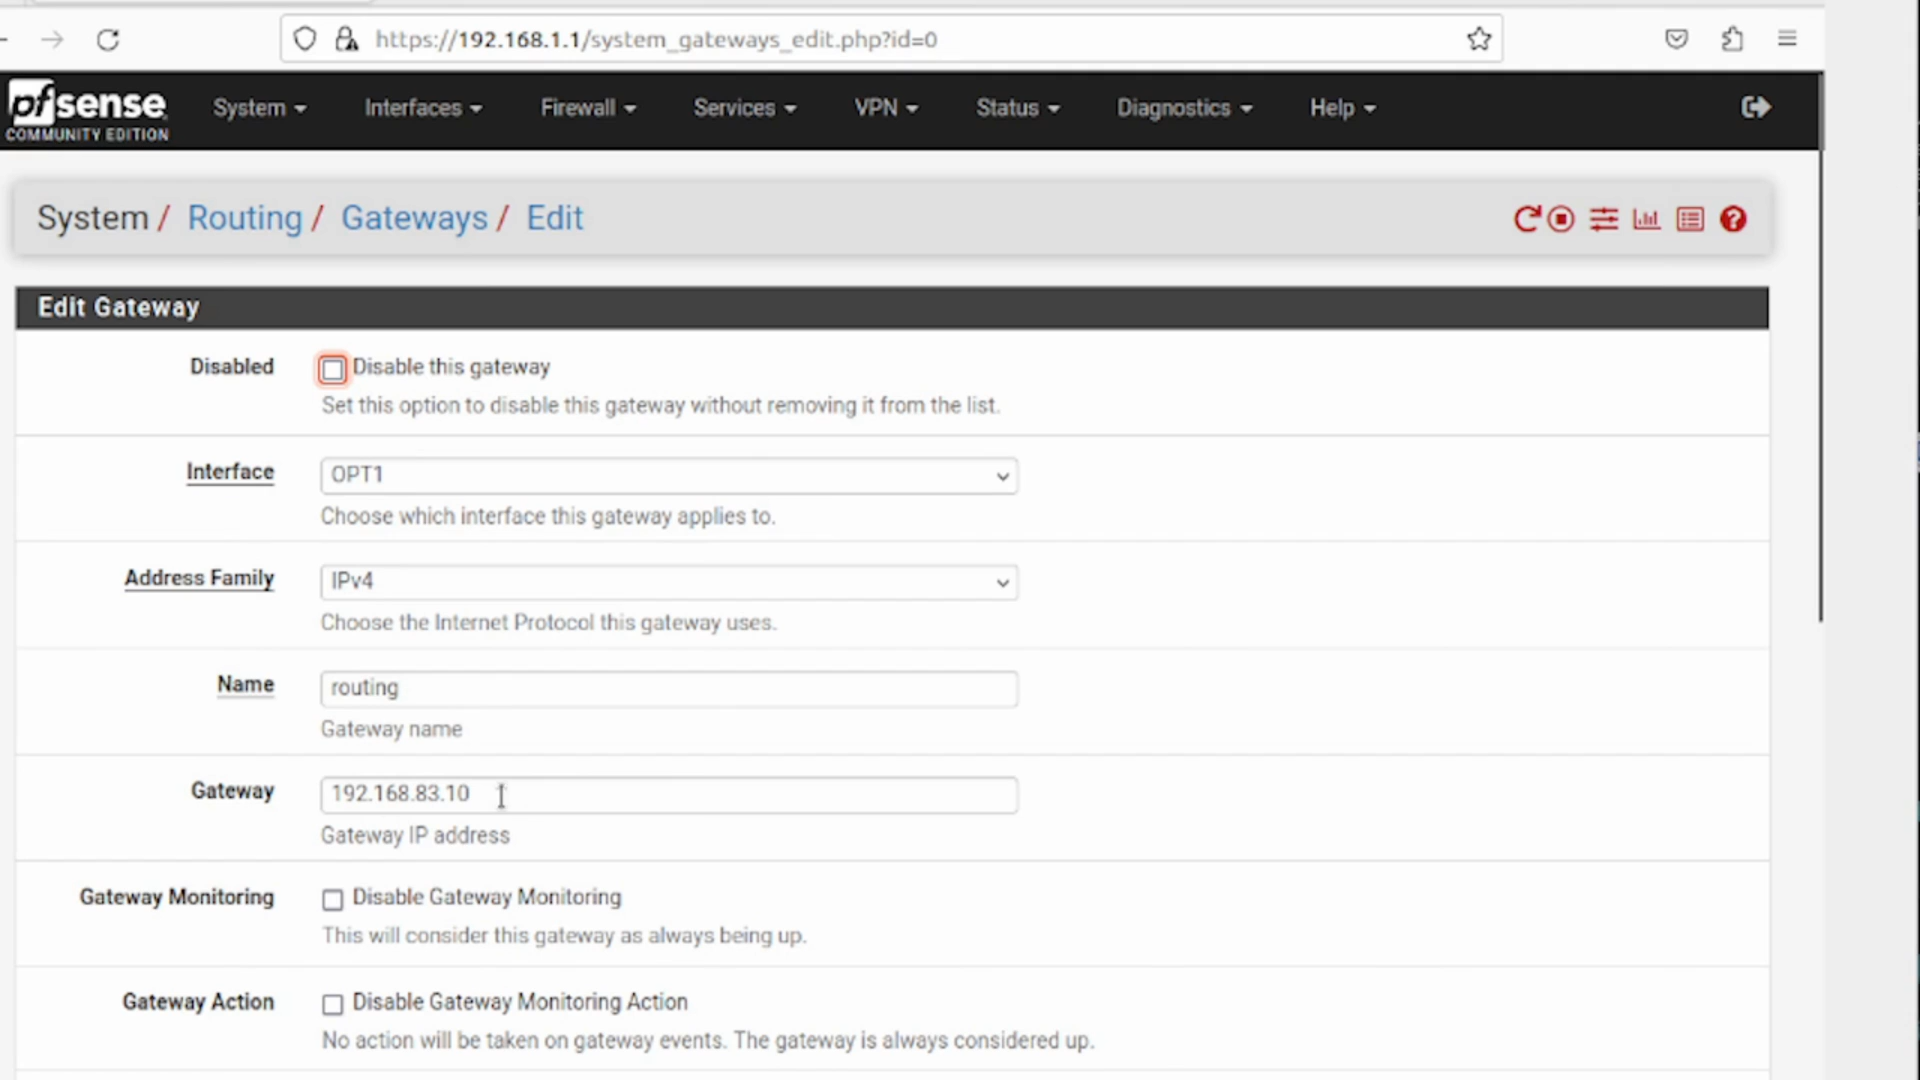 https://192.168.1.1/system_gateways_edit.php?id=0
pfsense
COMMUNITY EDITION
System
Interfaces
Firewall
Services
VPN
Status
Diagnostics
Help
System / Routing / Gateways / Edit
Edit Gateway
Disabled
Disable this gateway
Set this option to disable this gateway without removing it from the list.
Interface
OPT1
Choose which interface this gateway applies to.
Address Family
IPv4
Choose the Internet Protocol this gateway uses.
Name
routing
Gateway name
Gateway
192.168.83.10
Gateway IP address
Gateway Monitoring
Disable Gateway Monitoring
This will consider this gateway as always being up.
Gateway Action
Disable Gateway Monitoring Action
No action will be taken on gateway events. The gateway is always considered up.